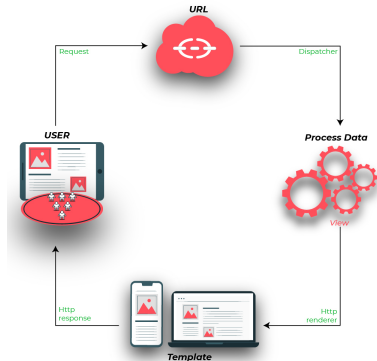 URL
Request
Dispatcher
USER
Process Data
View
Http
response
Http
renderer
Template